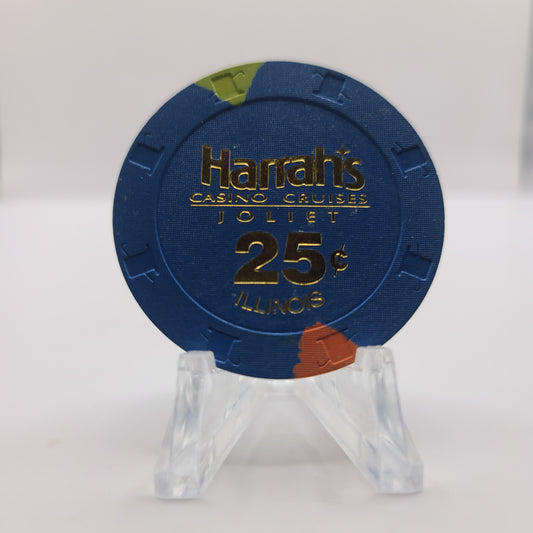 Harrah's
CASINO CRUISES
JOLIET
25¢
ILLINOIS